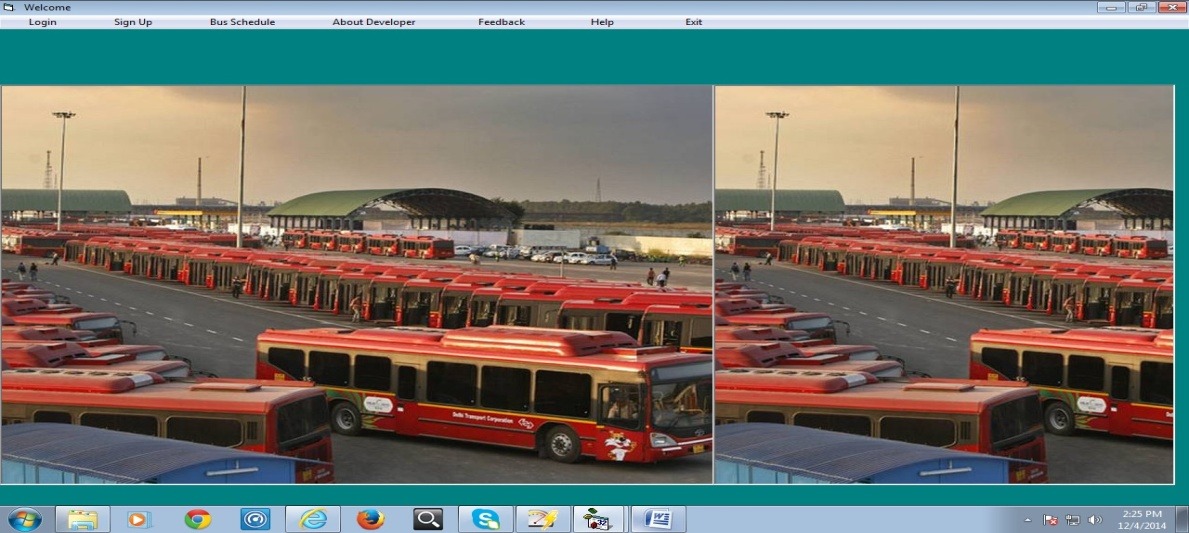 Welcome
Login Sign Up Bus Schedule About Developer Feedback Help Exit
Delhi Transport Corporation
2:25 PM
12/4/2014